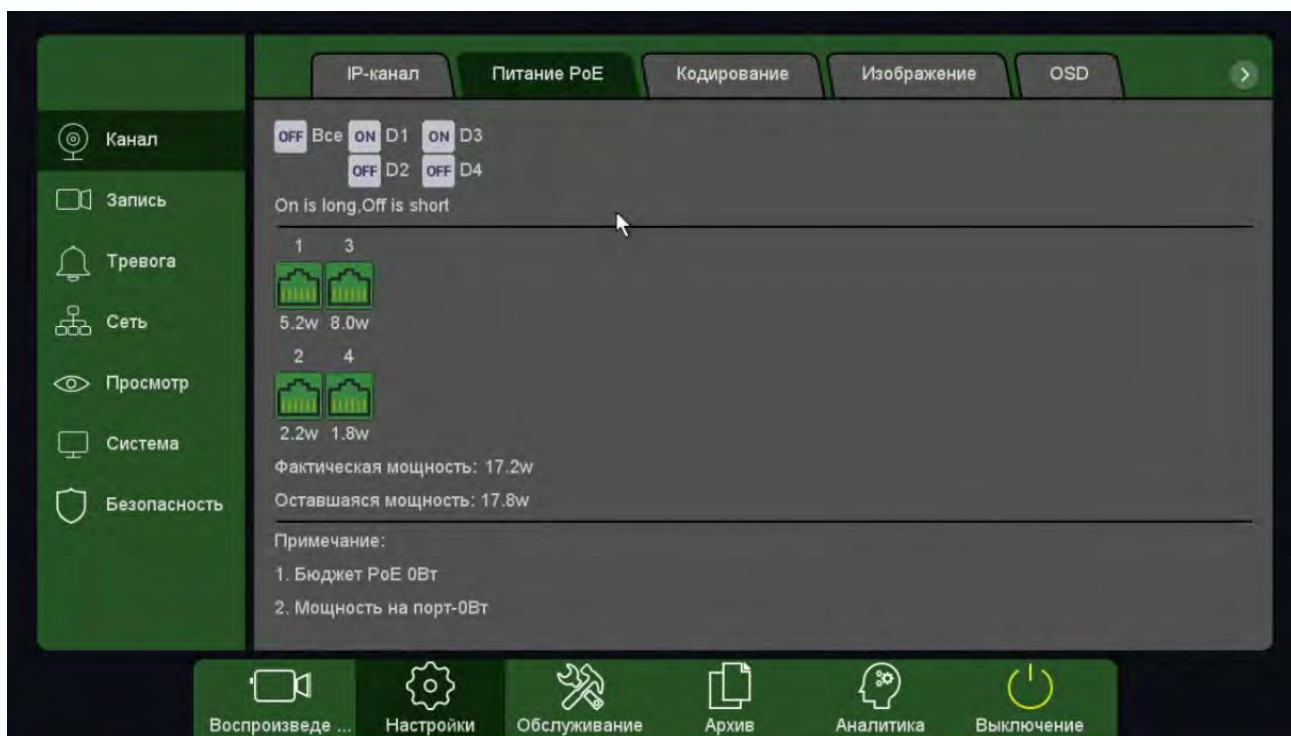 IP-канал Питание PoE Кодирование Изображение OSD
Канал
Запись
Тревога
Сеть
Просмотр
Система
Безопасность
OFF Все ON D1 ON D3
OFF D2 OFF D4
On is long,Off is short
1 3
5.2w 8.0w
2 4
2.2w 1.8w
Фактическая мощность: 17.2w
Оставшаяся мощность: 17.8w
Примечание:
1. Бюджет PoE 0Вт
2. Мощность на порт-0Вт
Воспроизведе ... Настройки Обслуживание Архив Аналитика Выключение